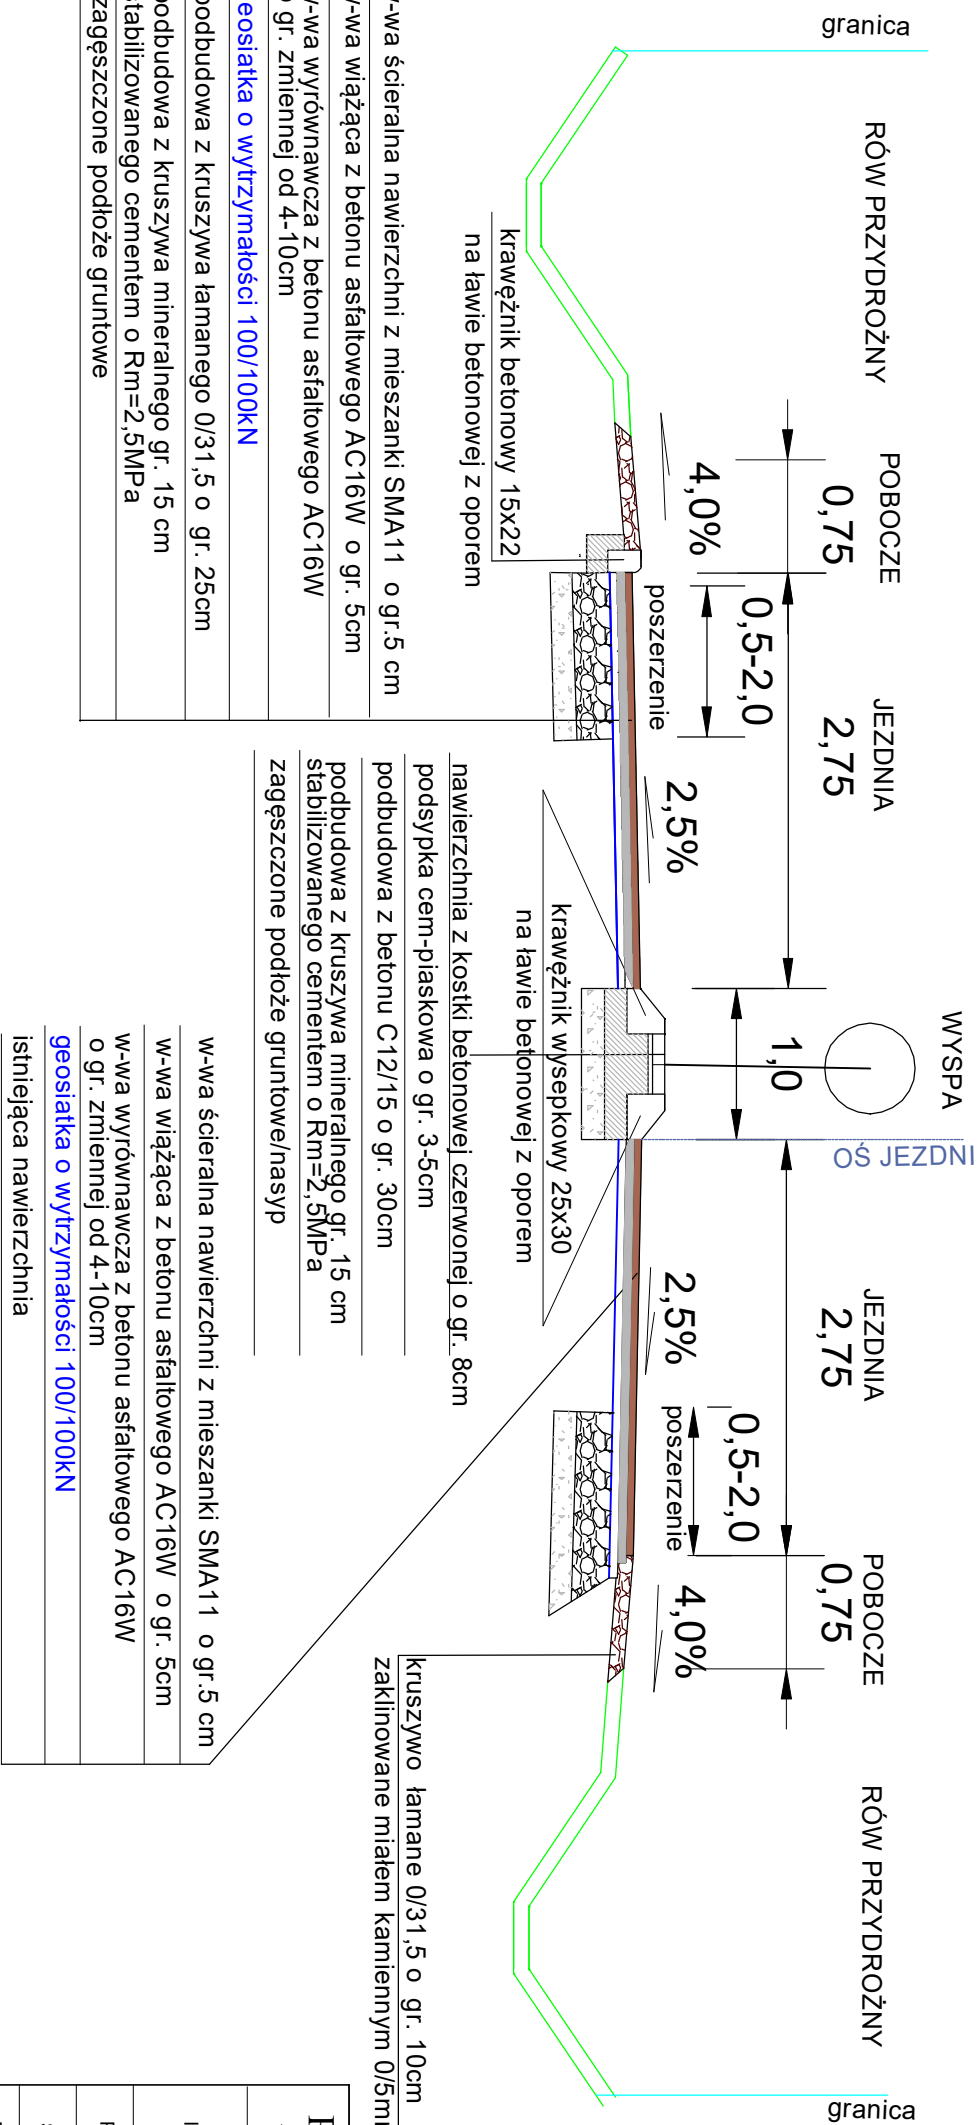 granica
RÓW PRZYDROŻNY
POBOCZE
0,75
JEZDNIA
2,75
WYSPA
1,0
OŚ JEZDNI
JEZDNIA
2,75
POBOCZE
0,75
RÓW PRZYDROŻNY
granica
4,0%
0,5-2,0
poszerzenie
2,5%
2,5%
0,5-2,0
poszerzenie
4,0%
krawężnik betonowy 15x22
na ławie betonowej z oporem
ścieralna nawierzchni z mieszanki SMA11 o gr.5 cm
wiążąca z betonu asfaltowego AC16W o gr. 5cm
wyrównawcza z betonu asfaltowego AC16W
gr. zmiennej od 4-10cm
o wytrzymałości 100/100kN
z kruszywa łamanego 0/31,5 o gr. 25cm
z kruszywa mineralnego gr. 15 cm
cementem o Rm=2,5MPa
zagęszczone podłoże gruntowe
krawężnik wysepkowy 25x30
na ławie betonowej z oporem
nawierzchnia z kostki betonowej czerwonej o gr. 8cm
podsypka cem-piaskowa o gr. 3-5cm
podbudowa z betonu C12/15 o gr. 30cm
podbudowa z kruszywa mineralnego gr. 15 cm
stabilizowanego cementem o Rm=2,5MPa
zagęszczone podłoże gruntowe/nasyp
w-wa ścieralna nawierzchni z mieszanki SMA11 o gr.5 cm
w-wa wiążąca z betonu asfaltowego AC16W o gr. 5cm
w-wa wyrównawcza z betonu asfaltowego AC16W
o gr. zmiennej od 4-10cm
geosiatka o wytrzymałości 100/100kN
istniejąca nawierzchnia
kruszywo łamane 0/31,5 o gr. 10cm
zaklinowane miałem kamiennym